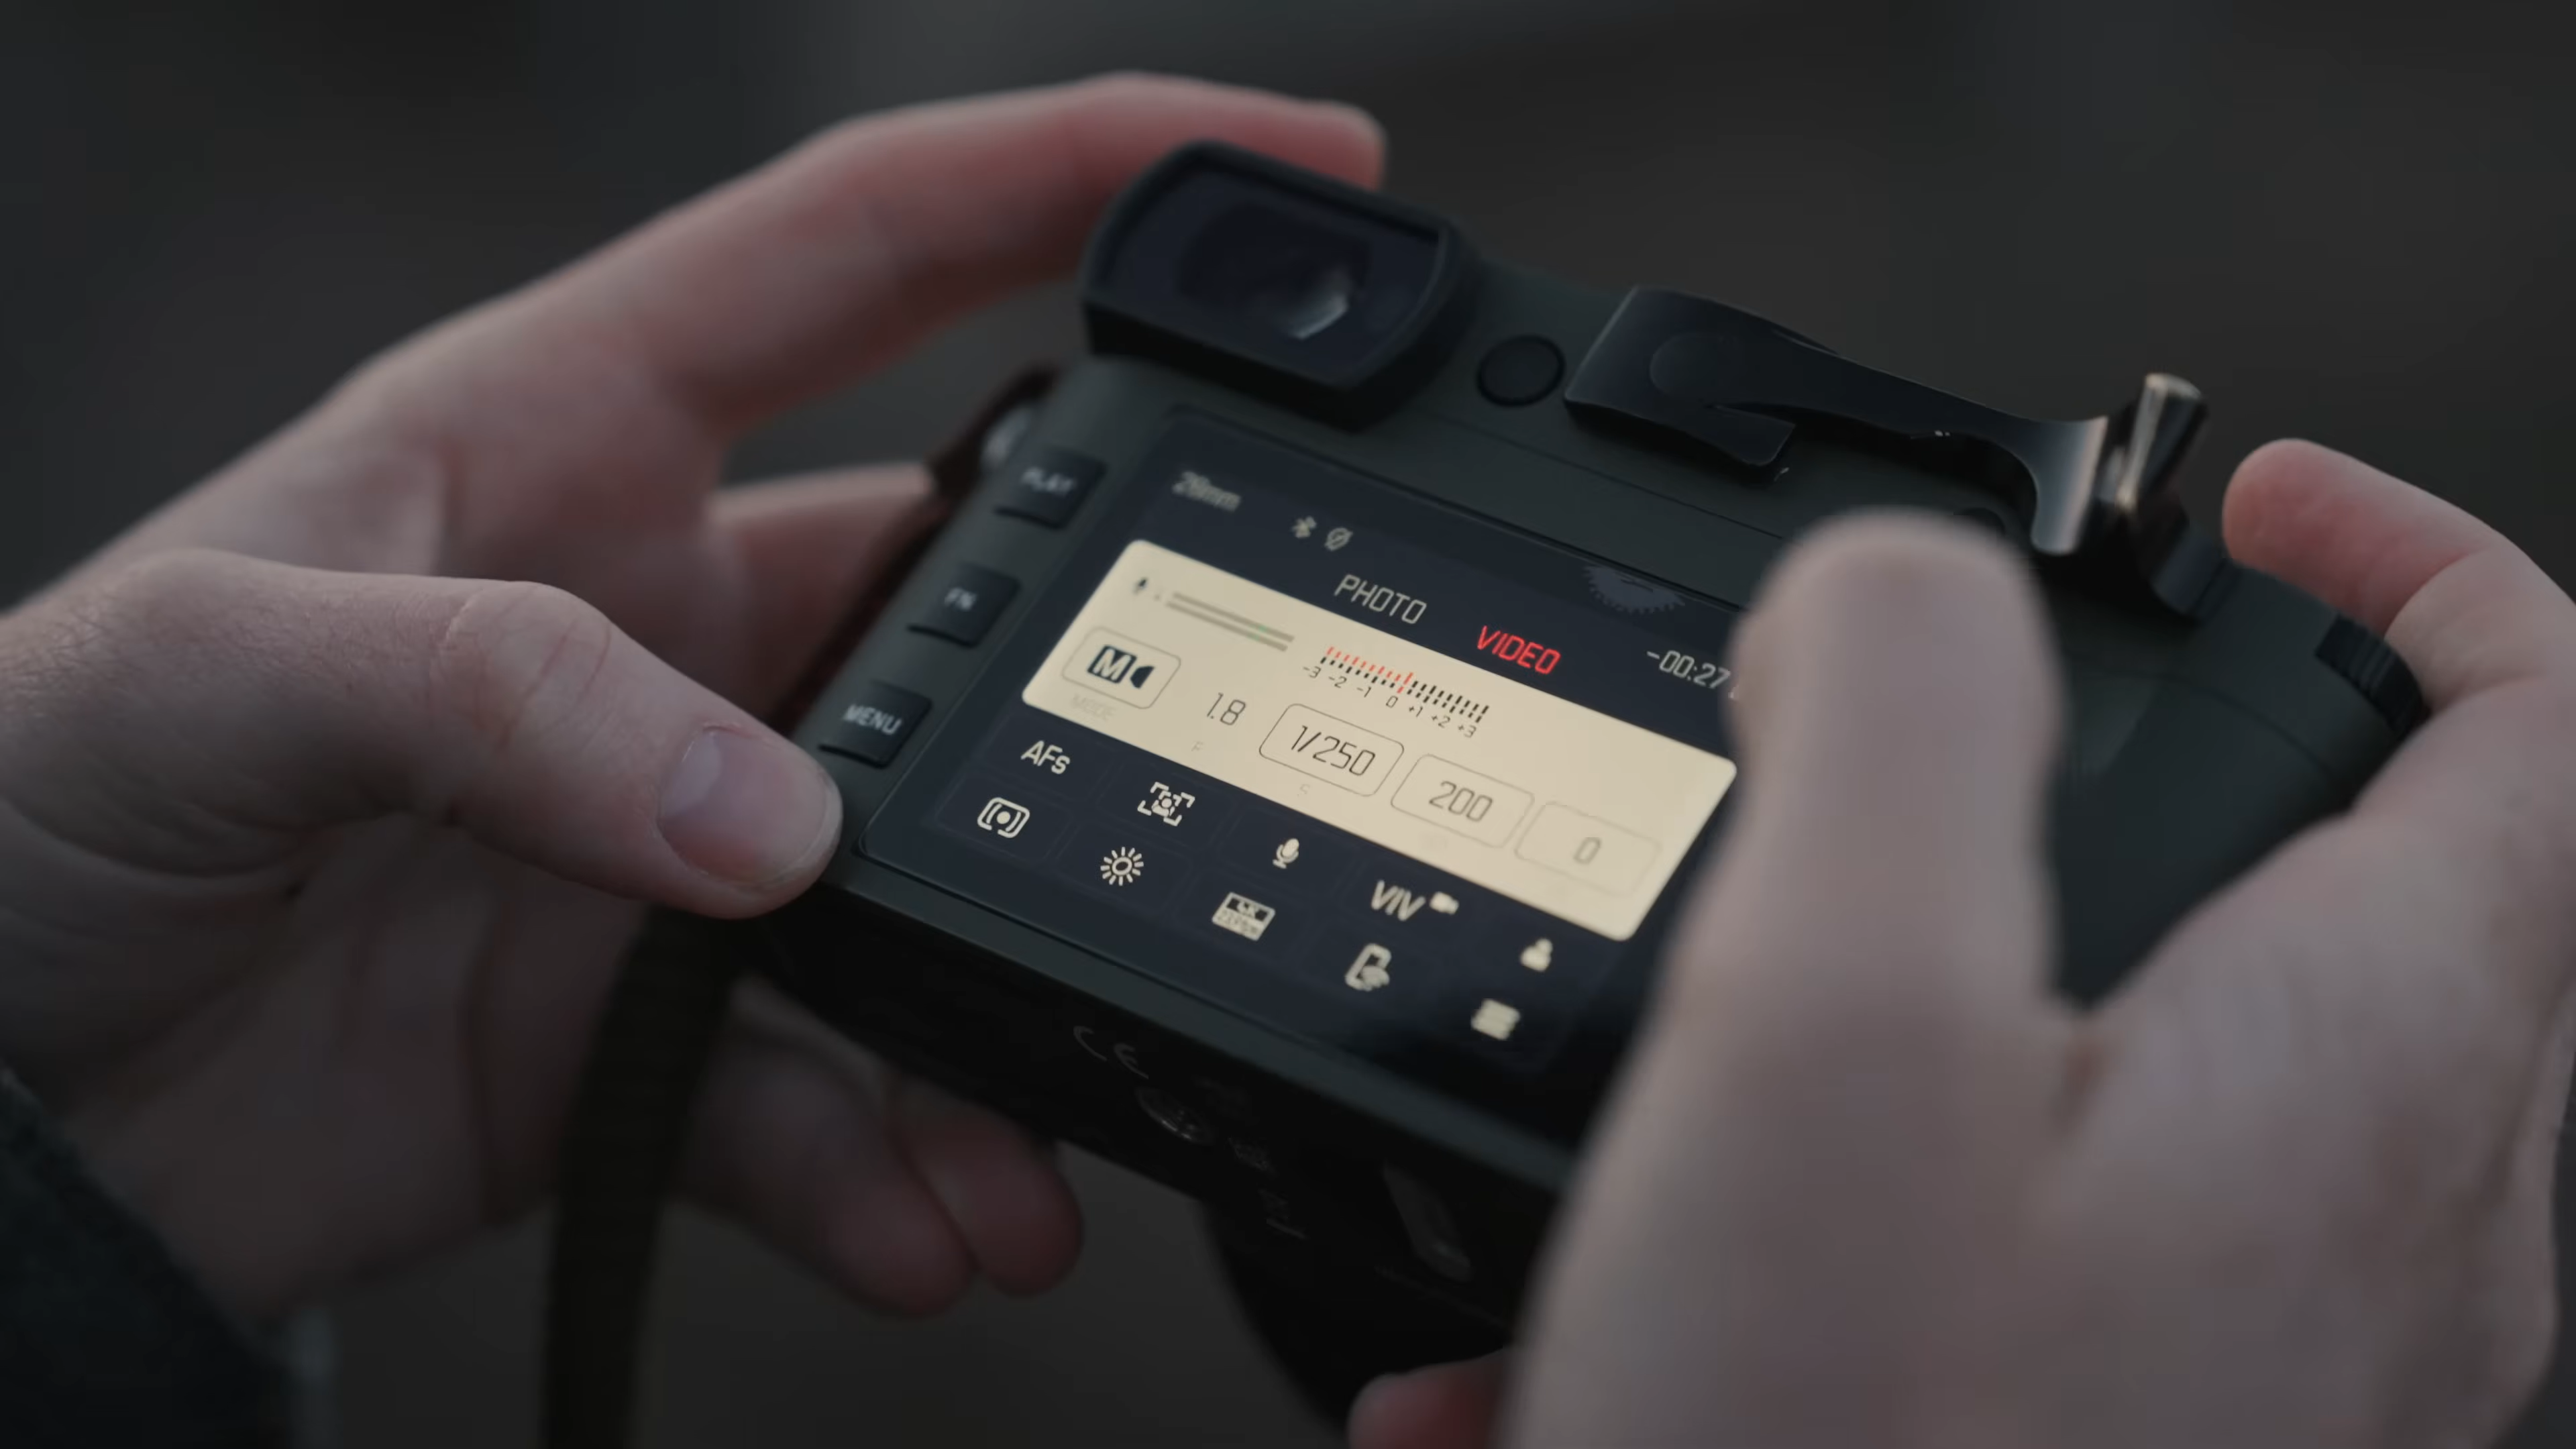 28mm
PLAY
PHOTO VIDEO -00:27
FN
-3 -2 -1 0 +1 +2 +3
M
MODE
1.8 1/250 200 0
F
S
MENU
AFs
VIV
CE